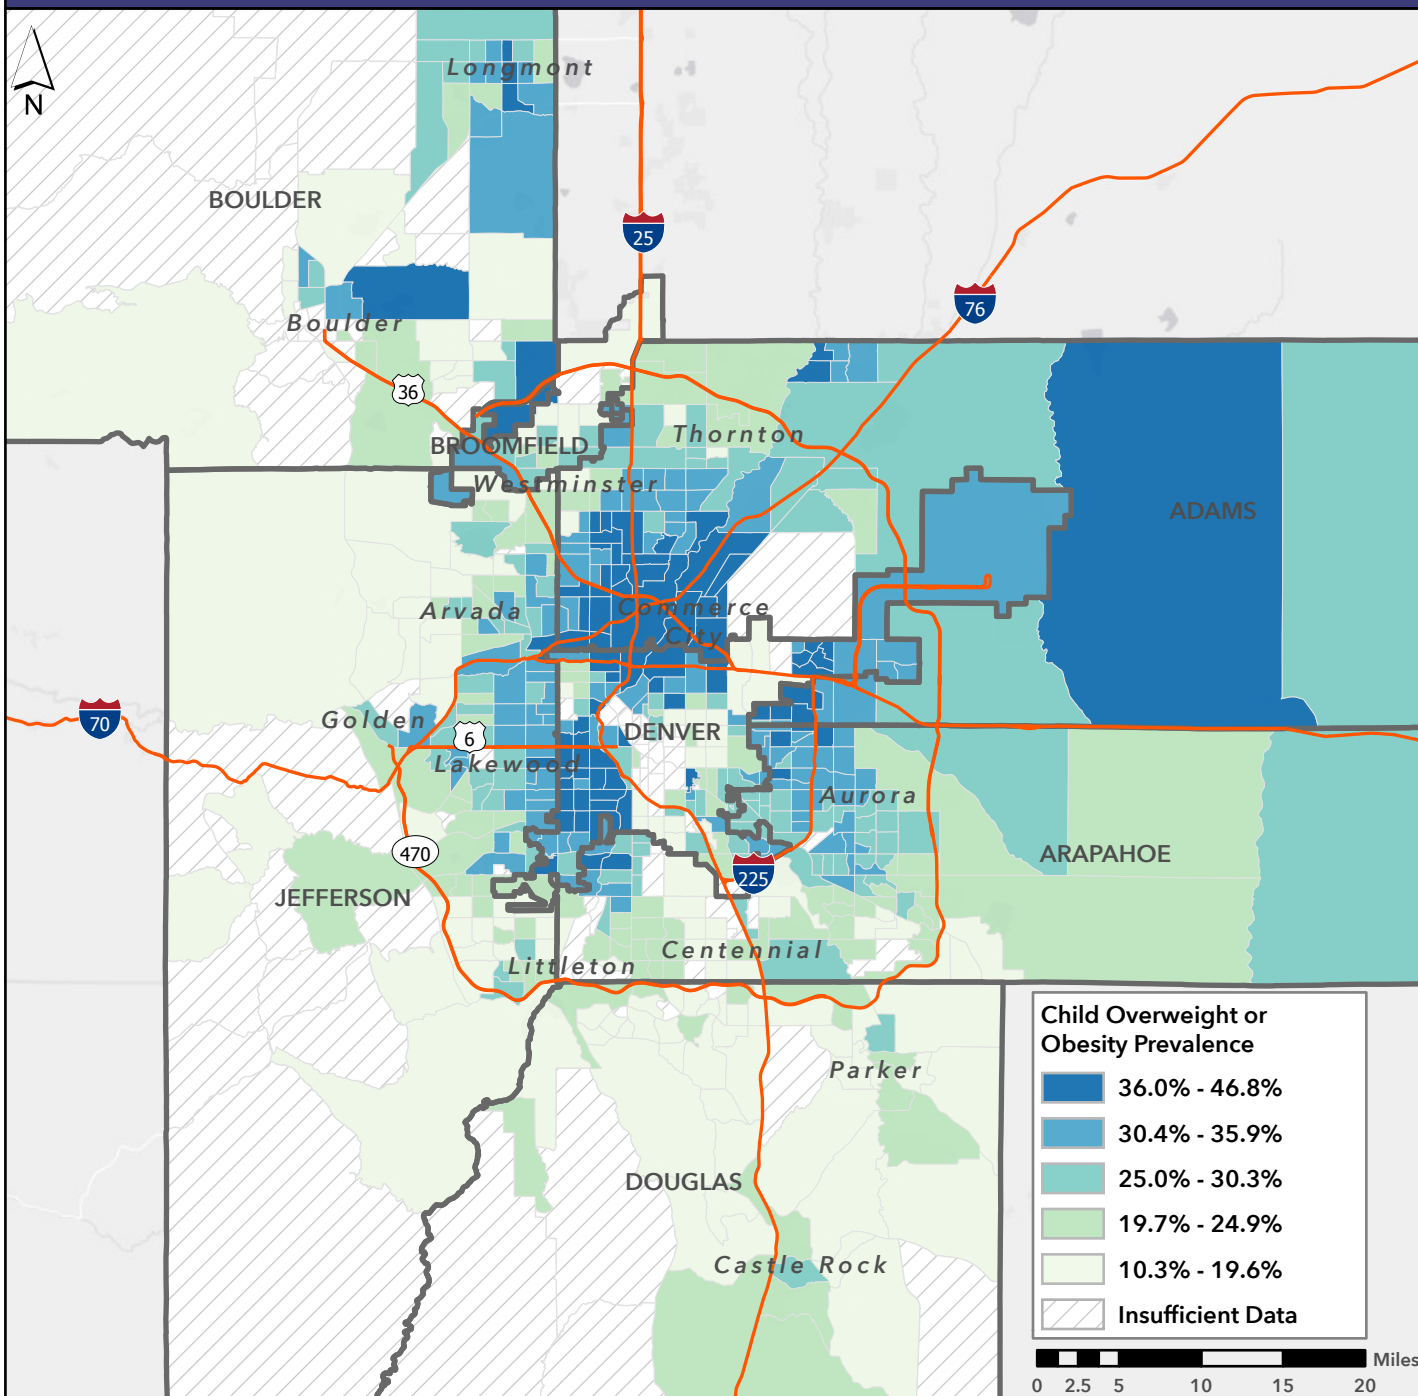 Longmont
N
BOULDER
25
76
Boulder
36
Thornton
BROOMFIELD
Westminster
ADAMS
Arvada
Commerce
City
70
Golden
6
DENVER
Lakewood
Aurora
470
ARAPAHOE
225
JEFFERSON
Centennial
Littleton
Parker
DOUGLAS
Castle Rock
Child Overweight or
Obesity Prevalence
36.0% - 46.8%
30.4% - 35.9%
25.0% - 30.3%
19.7% - 24.9%
10.3% - 19.6%
Insufficient Data
Miles
0 2.5 5 10 15 20